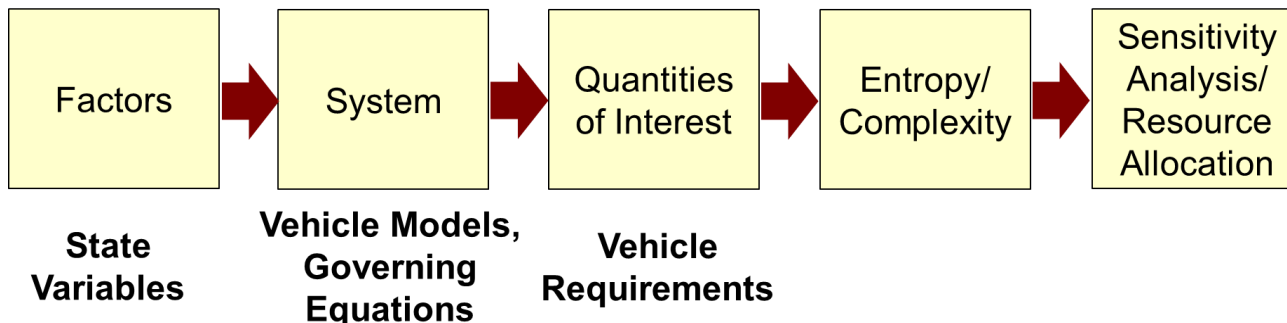 Factors
System
Quantities
of Interest
Entropy/
Complexity
Sensitivity
Analysis/
Resource
Allocation
State
Variables
Vehicle Models,
Governing
Equations
Vehicle
Requirements